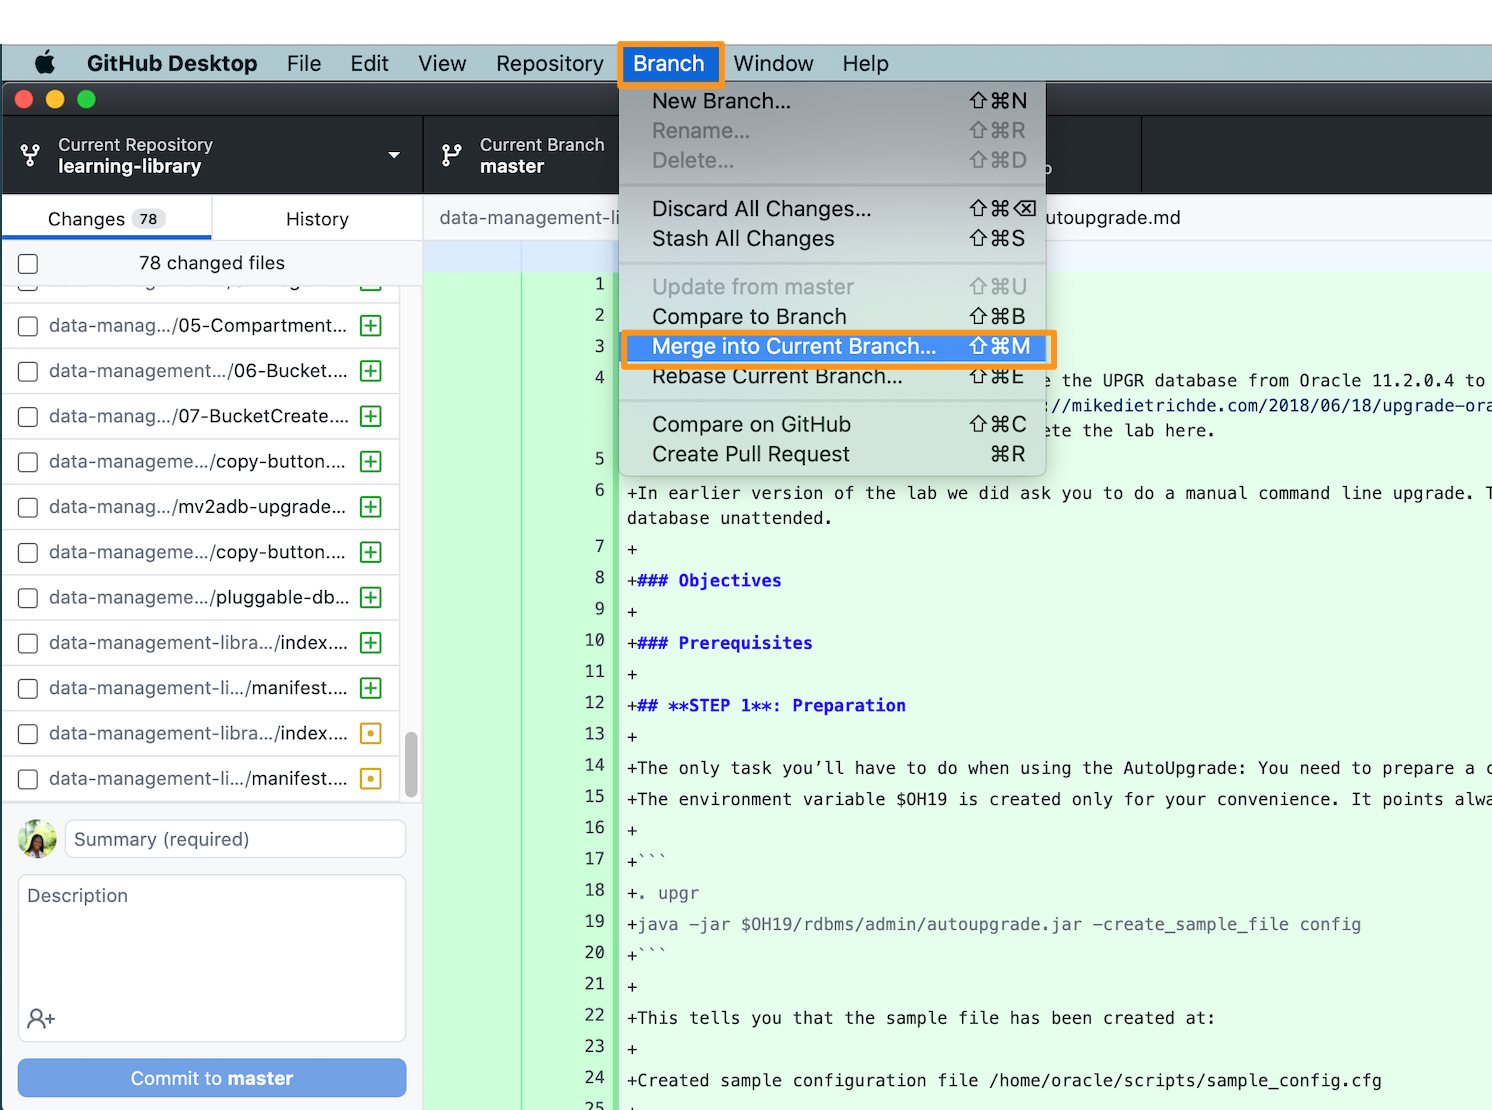 GitHub Desktop File Edit View Repository Branch Window Help
New Branch... ⇧⌘N
Rename... ⇧⌘R
Delete... ⇧⌘D
Discard All Changes... ⇧⌘⌫
Stash All Changes ⇧⌘S
Update from master ⇧⌘U
Compare to Branch ⇧⌘B
Merge into Current Branch... ⇧⌘M
Rebase Current Branch... ⇧⌘E
Compare on GitHub ⇧⌘C
Create Pull Request ⌘R
Current Repository
learning-library
Current Branch
master
Changes 78
History
78 changed files
data-manag.../05-Compartment...
data-management.../06-Bucket....
data-manag.../07-BucketCreate....
data-manageme.../copy-button....
data-manag.../mv2adb-upgrade...
data-manageme.../copy-button....
data-manageme.../pluggable-db...
data-management-libra.../index....
data-management-li.../manifest....
data-management-libra.../index....
data-management-li.../manifest....
Summary (required)
Description
Commit to master
data-management-li
utoupgrade.md
1
2
3
4 e the UPGR database from Oracle 11.2.0.4 to
://mikedietrichde.com/2018/06/18/upgrade-ora
ete the lab here.
5
6 +In earlier version of the lab we did ask you to do a manual command line upgrade. T
database unattended.
7 +
8 +### Objectives
9 +
10 +### Prerequisites
11 +
12 +## **STEP 1**: Preparation
13 +
14 +The only task you’ll have to do when using the AutoUpgrade: You need to prepare a c
15 +The environment variable $OH19 is created only for your convenience. It points alwa
16 +
17 +```
18 +. upgr
19 +java -jar $OH19/rdbms/admin/autoupgrade.jar -create_sample_file config
20 +```
21 +
22 +This tells you that the sample file has been created at:
23 +
24 +Created sample configuration file /home/oracle/scripts/sample_config.cfg
25